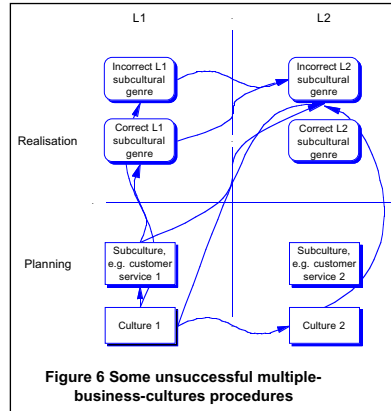 L1 L2
Incorrect L1 Incorrect L2
subcultural subcultural
genre genre
Realisation
Correct L1 Correct L2
subcultural subcultural
genre genre
Planning
Subculture, Subculture,
e.g. customer e.g. customer
service 1 service 2
Culture 1 Culture 2
Figure 6 Some unsuccessful multiple-
business-cultures procedures